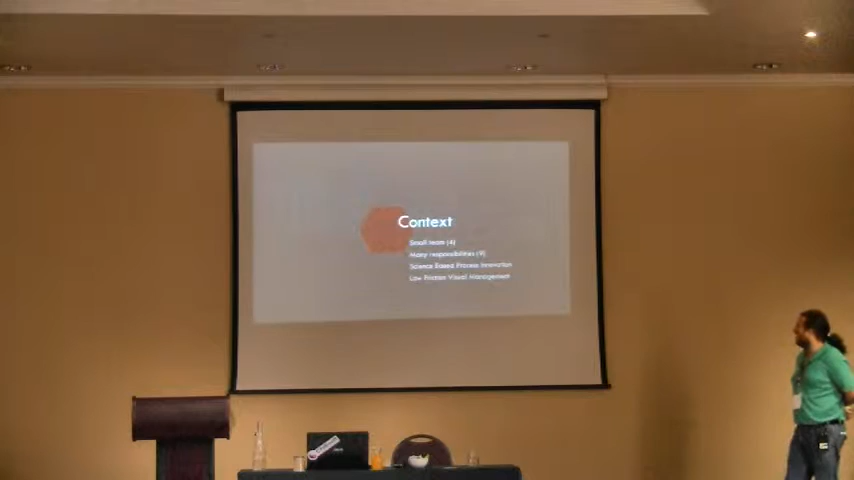 Context
Small team (4)
Many responsibilities (9)
Science Based Process Innovation
Low Friction Visual Management